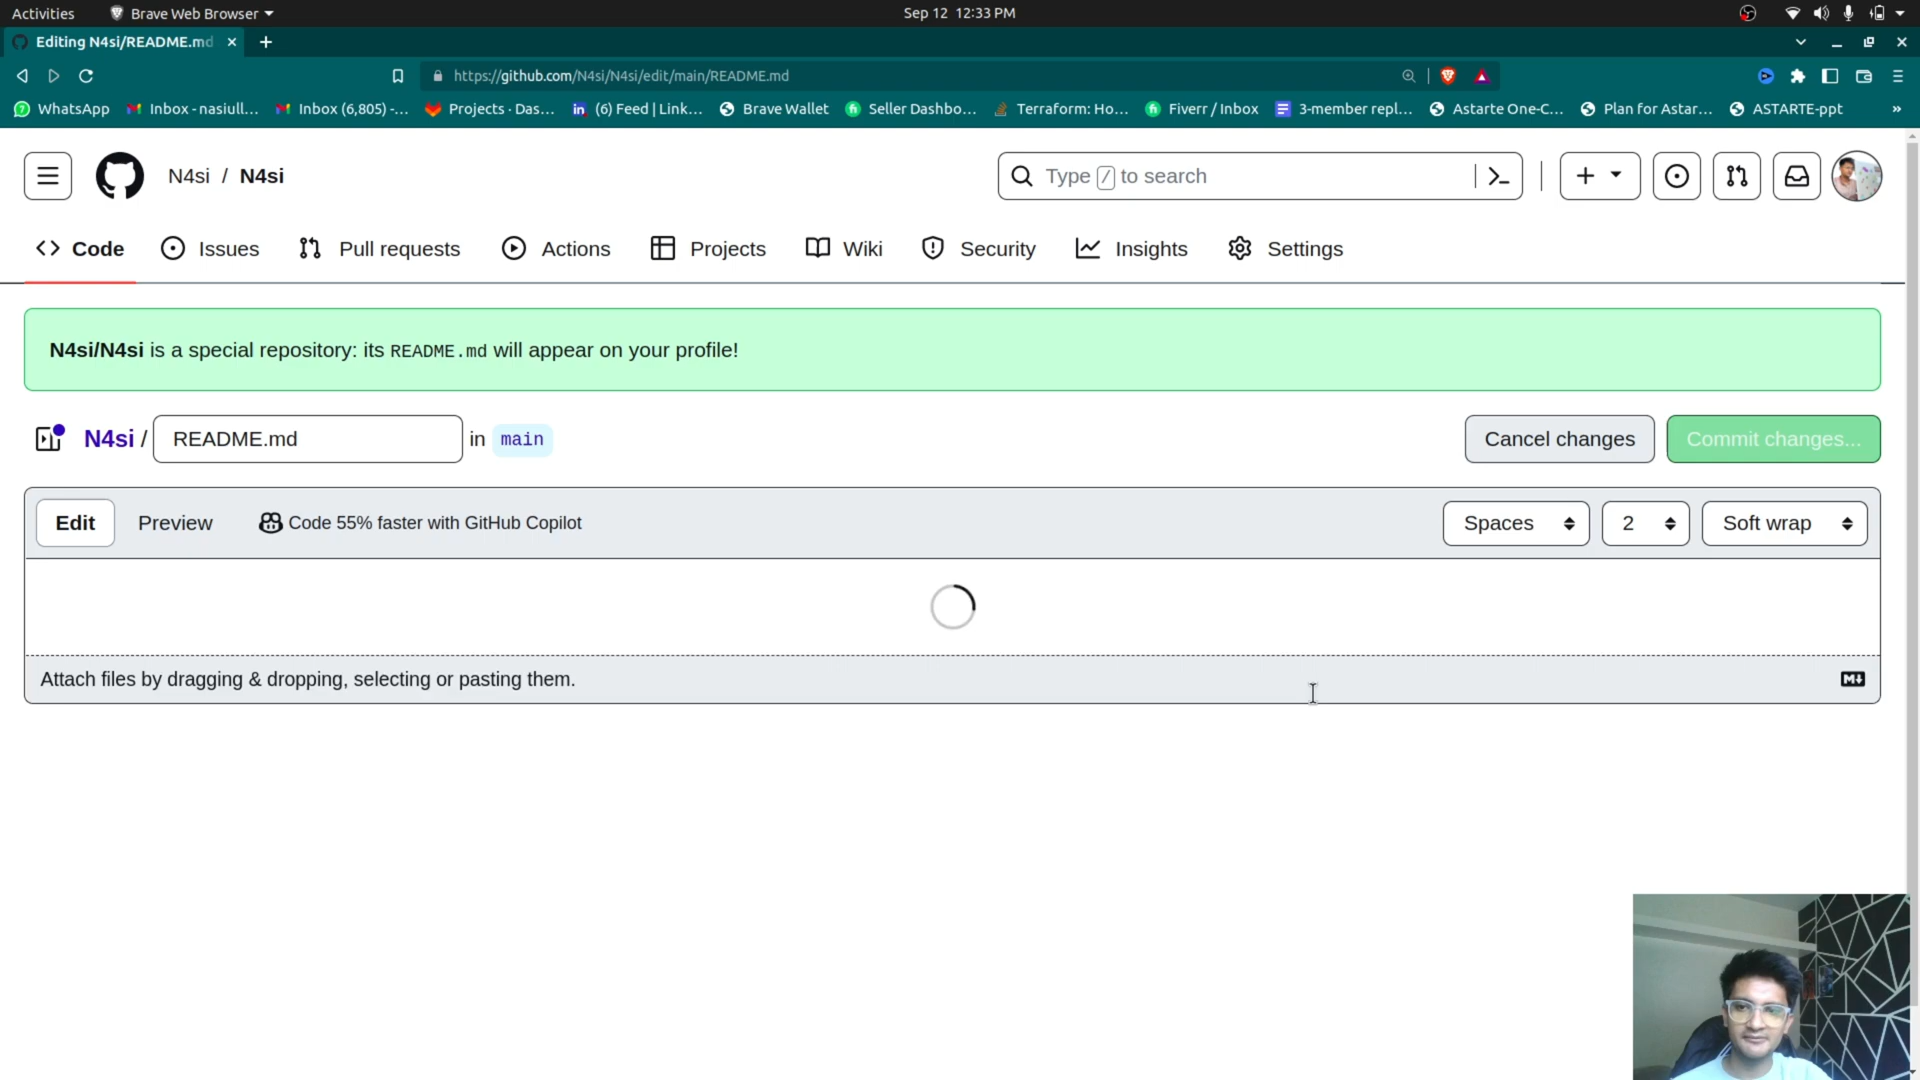 Activities
Brave Web Browser
Sep 12 12:33 PM
Editing N4si/README.md
https://github.com/N4si/N4si/edit/main/README.md
WhatsApp
Inbox - nasiull...
Inbox (6,805) -...
Projects · Das...
(6) Feed | Link...
Brave Wallet
Seller Dashbo...
Terraform: Ho...
Fiverr / Inbox
3-member repl...
Astarte One-C...
Plan for Astar...
ASTARTE-ppt
»
N4si / N4si
Type / to search
Code
Issues
Pull requests
Actions
Projects
Wiki
Security
Insights
Settings
N4si/N4si is a special repository: its README.md will appear on your profile!
N4si / README.md in main
Cancel changes
Commit changes...
Edit
Preview
Code 55% faster with GitHub Copilot
Spaces
2
Soft wrap
Attach files by dragging & dropping, selecting or pasting them.